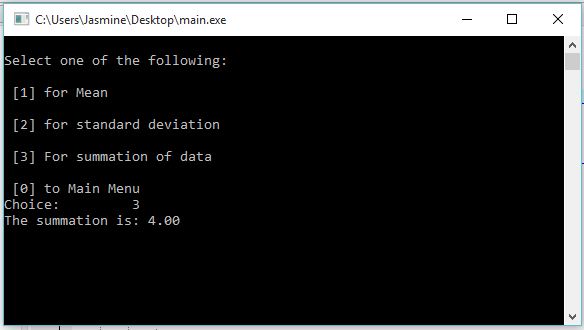 C:\Users\Jasmine\Desktop\main.exe
Select one of the following:
[1] for Mean
[2] for standard deviation
[3] For summation of data
[0] to Main Menu
Choice:         3
The summation is: 4.00